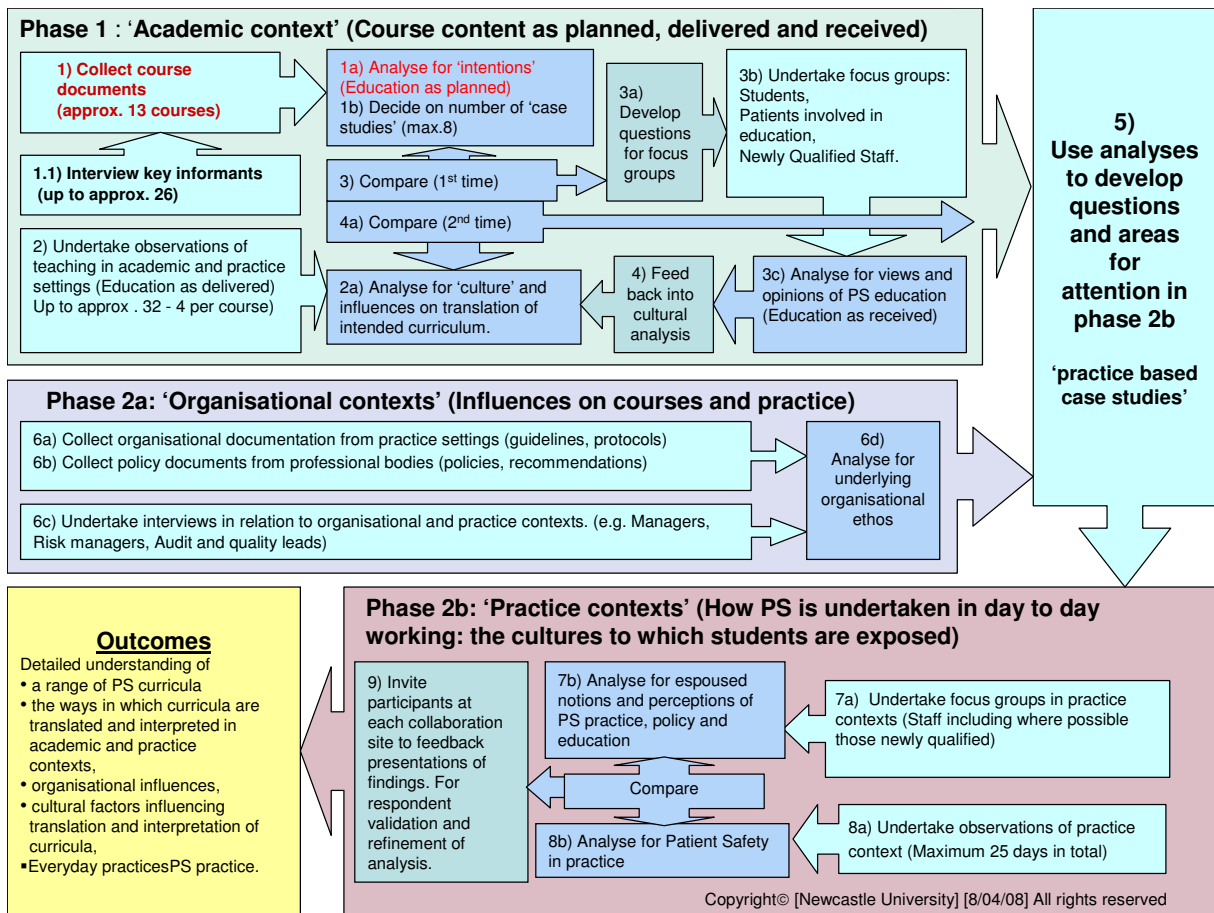 Phase 1 : ‘Academic context’ (Course content as planned, delivered and received)
1) Collect course
documents
(approx. 13 courses)
1.1) Interview key informants
(up to approx. 26)
2) Undertake observations of
teaching in academic and practice
settings (Education as delivered)
Up to approx . 32 - 4 per course)
1a) Analyse for ‘intentions’
(Education as planned)
1b) Decide on number of ‘case
studies’ (max.8)
3) Compare (1st time)
4a) Compare (2nd time)
2a) Analyse for ‘culture’ and
influences on translation of
intended curriculum.
3a)
Develop
questions
for focus
groups
3b) Undertake focus groups:
Students,
Patients involved in
education,
Newly Qualified Staff.
4) Feed
back into
cultural
analysis
3c) Analyse for views and
opinions of PS education
(Education as received)
5)
Use analyses
to develop
questions
and areas
for
attention in
phase 2b
‘practice based
case studies’
Phase 2a: ‘Organisational contexts’ (Influences on courses and practice)
6a) Collect organisational documentation from practice settings (guidelines, protocols)
6b) Collect policy documents from professional bodies (policies, recommendations)
6c) Undertake interviews in relation to organisational and practice contexts. (e.g. Managers,
Risk managers, Audit and quality leads)
6d)
Analyse for
underlying
organisational
ethos
Phase 2b: ‘Practice contexts’ (How PS is undertaken in day to day
working: the cultures to which students are exposed)
7a) Undertake focus groups in practice
contexts (Staff including where possible
those newly qualified)
7b) Analyse for espoused
notions and perceptions of
PS practice, policy and
education
Compare
8a) Undertake observations of practice
context (Maximum 25 days in total)
8b) Analyse for Patient Safety
in practice
9) Invite
participants at
each collaboration
site to feedback
presentations of
findings. For
respondent
validation and
refinement of
analysis.
Copyright© [Newcastle University] [8/04/08] All rights reserved
Outcomes
Detailed understanding of
• a range of PS curricula
• the ways in which curricula are
translated and interpreted in
academic and practice
contexts,
• organisational influences,
• cultural factors influencing
translation and interpretation of
curricula,
▪Everyday practicesPS practice.